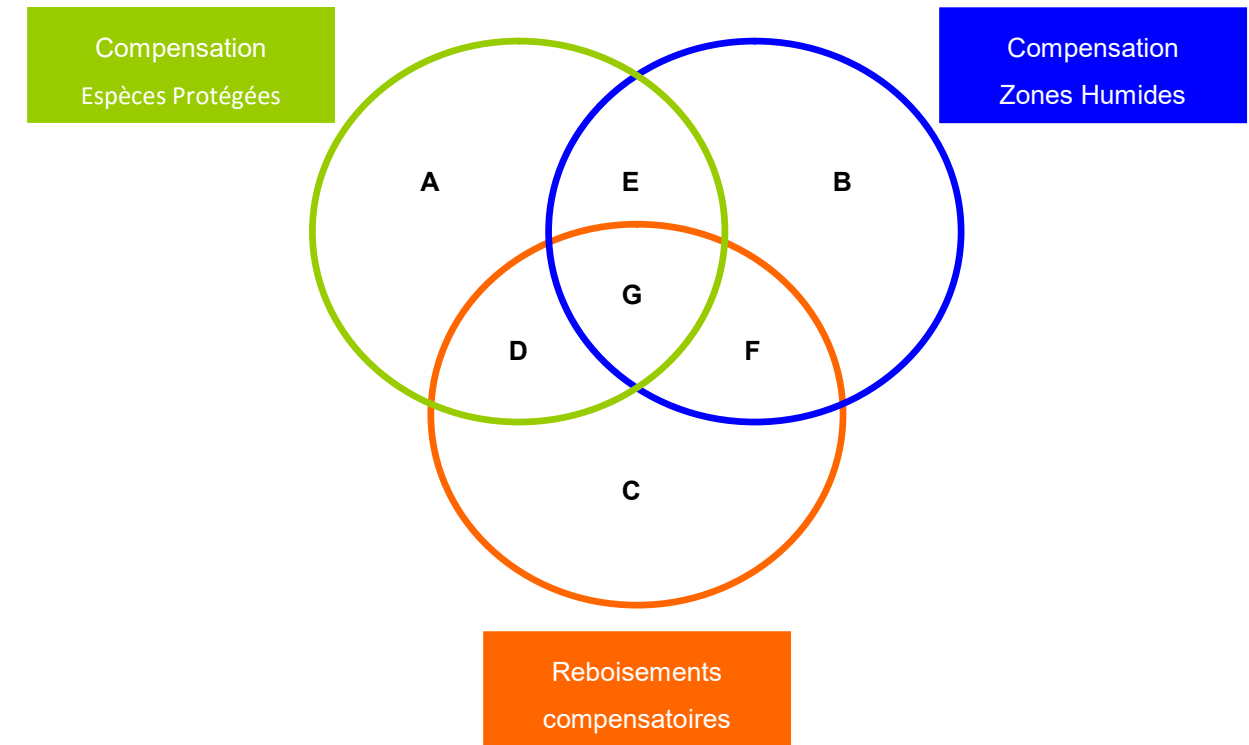 Compensation
Espèces Protégées
Compensation
Zones Humides
A
E
B
G
D
F
C
Reboisements
compensatoires